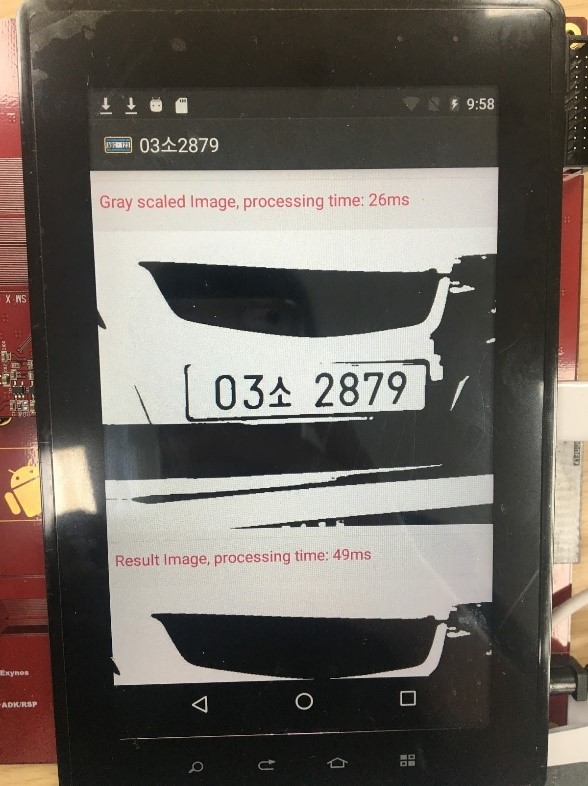 9:58
03소2879
Gray scaled Image, processing time: 26ms
03소 2879
Result Image, processing time: 49ms
SM X
Exynos
ADK/RSP